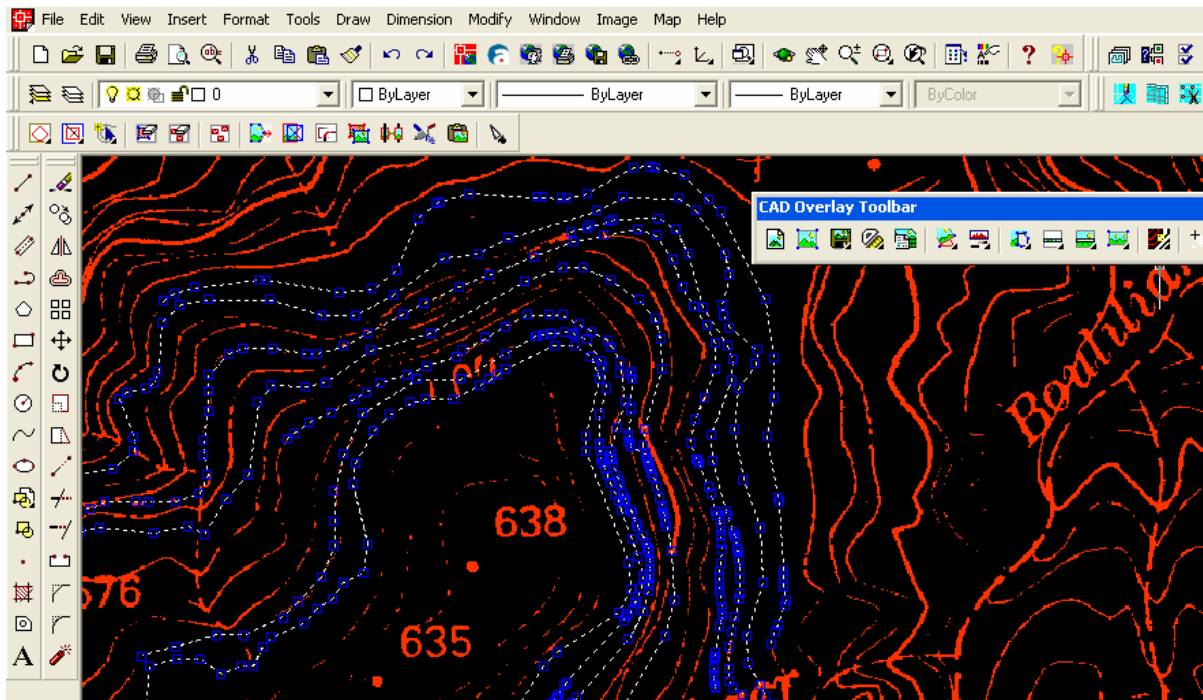 File Edit View Insert Format Tools Draw Dimension Modify Window Image Map Help
0 ByLayer ByLayer ByLayer ByColor
CAD Overlay Toolbar
638
576
635
A